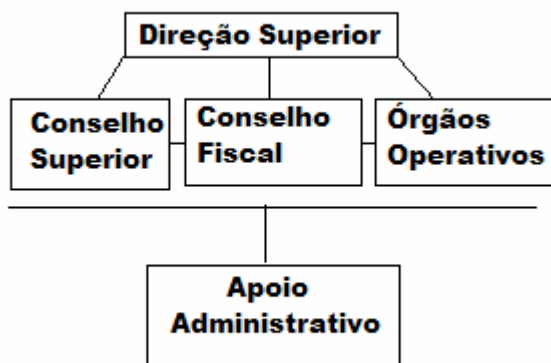 Direção Superior
Conselho
Superior
Conselho
Fiscal
Órgãos
Operativos
Apoio
Administrativo